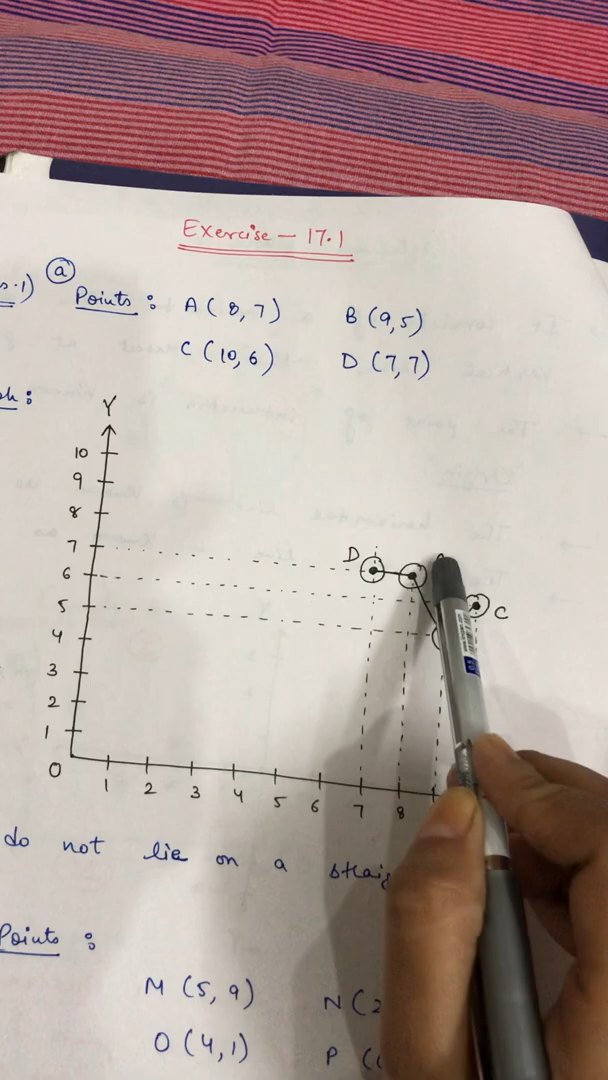 Exercise - 17.1
(a)
Points : A ( 8, 7 ) B (9,5)
C (10, 6) D (7,7)
Y
10
9
8
7
6
5
4
3
2
1
D
C
0 1 2 3 4 5 6 7 8
do not lie on a
Points :
M (5, 9) N (2
O (4,1) P (